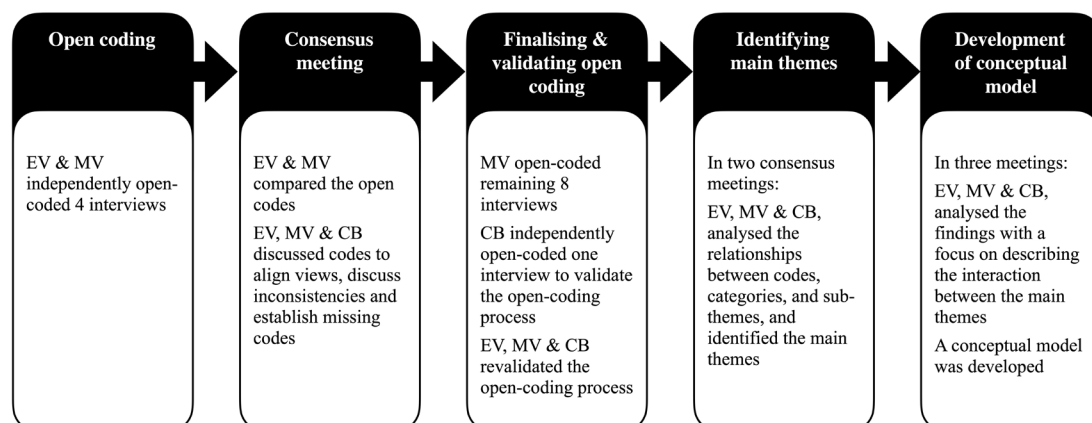 Open coding
EV & MV
independently open-
coded 4 interviews
Consensus
meeting
EV & MV
compared the open
codes
EV, MV & CB
discussed codes to
align views, discuss
inconsistencies and
establish missing
codes
Finalising &
validating open
coding
MV open-coded
remaining 8
interviews
CB independently
open-coded one
interview to validate
the open-coding
process
EV, MV & CB
revalidated the
open-coding process
Identifying
main themes
In two consensus
meetings:
EV, MV & CB,
analysed the
relationships
between codes,
categories, and sub-
themes, and
identified the main
themes
Development
of conceptual
model
In three meetings:
EV, MV & CB,
analysed the
findings with a
focus on describing
the interaction
between the main
themes
A conceptual model
was developed